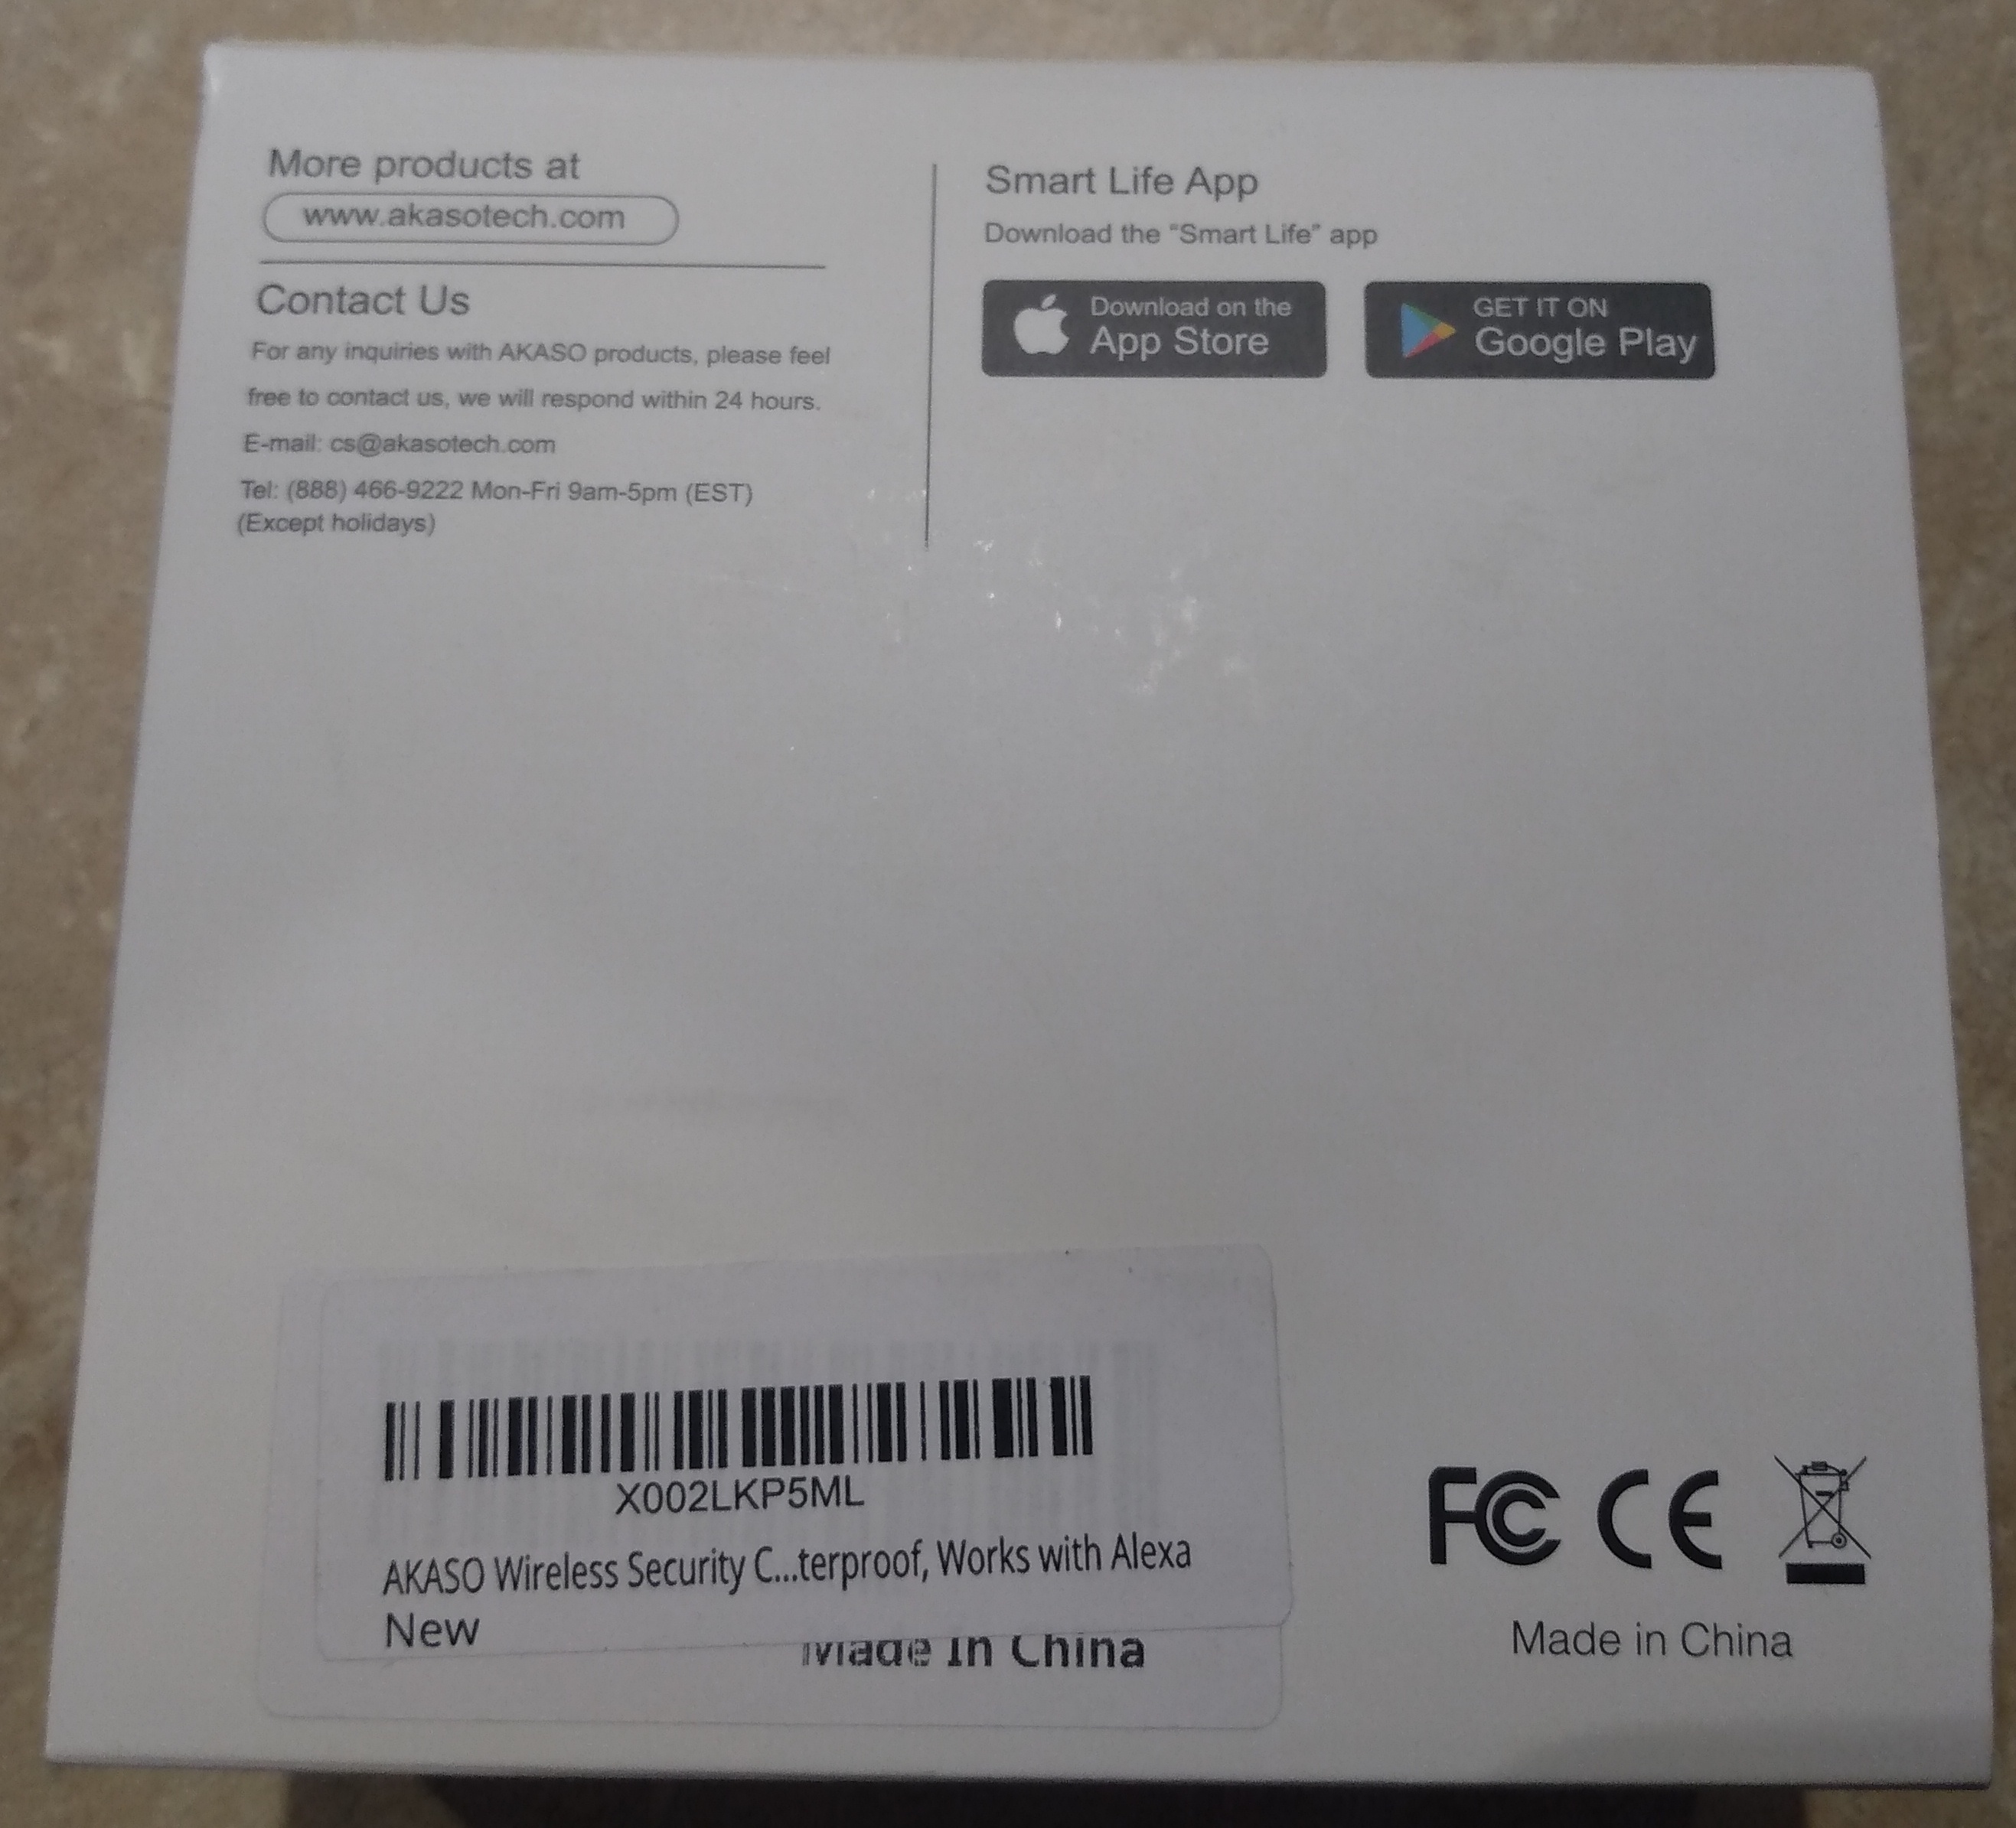 More products at
www.akasotech.com
Contact Us
For any inquiries with AKASO products, please feel
free to contact us, we will respond within 24 hours.
E-mail: cs@akasotech.com
Tel: (888) 466-9222 Mon-Fri 9am-5pm (EST)
(Except holidays)
Smart Life App
Download the “Smart Life” app
Download on the
App Store
GET IT ON
Google Play
X002LKP5ML
AKASO Wireless Security C...terproof, Works with Alexa
New
Made in China
FC CE
Made in China